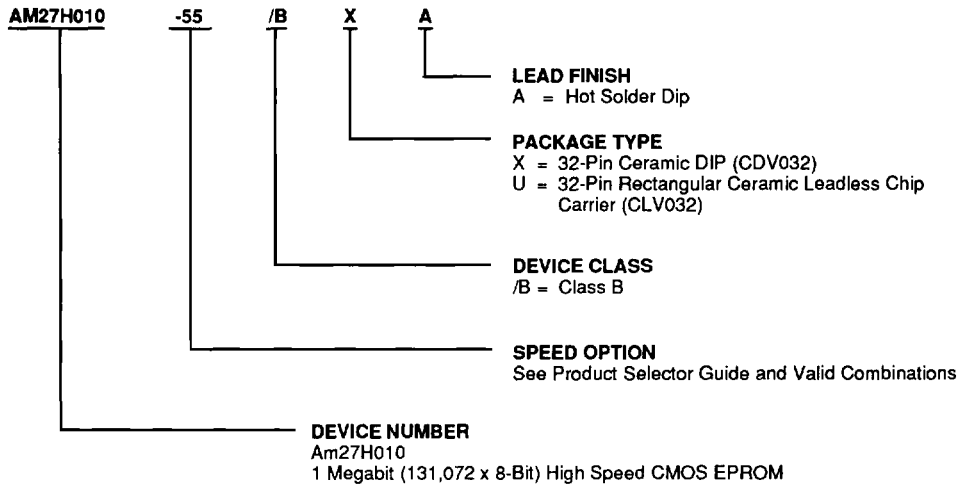 AM27H010 -55 /B X A
LEAD FINISH
A = Hot Solder Dip
PACKAGE TYPE
X = 32-Pin Ceramic DIP (CDV032)
U = 32-Pin Rectangular Ceramic Leadless Chip
Carrier (CLV032)
DEVICE CLASS
/B = Class B
SPEED OPTION
See Product Selector Guide and Valid Combinations
DEVICE NUMBER
Am27H010
1 Megabit (131,072 x 8-Bit) High Speed CMOS EPROM